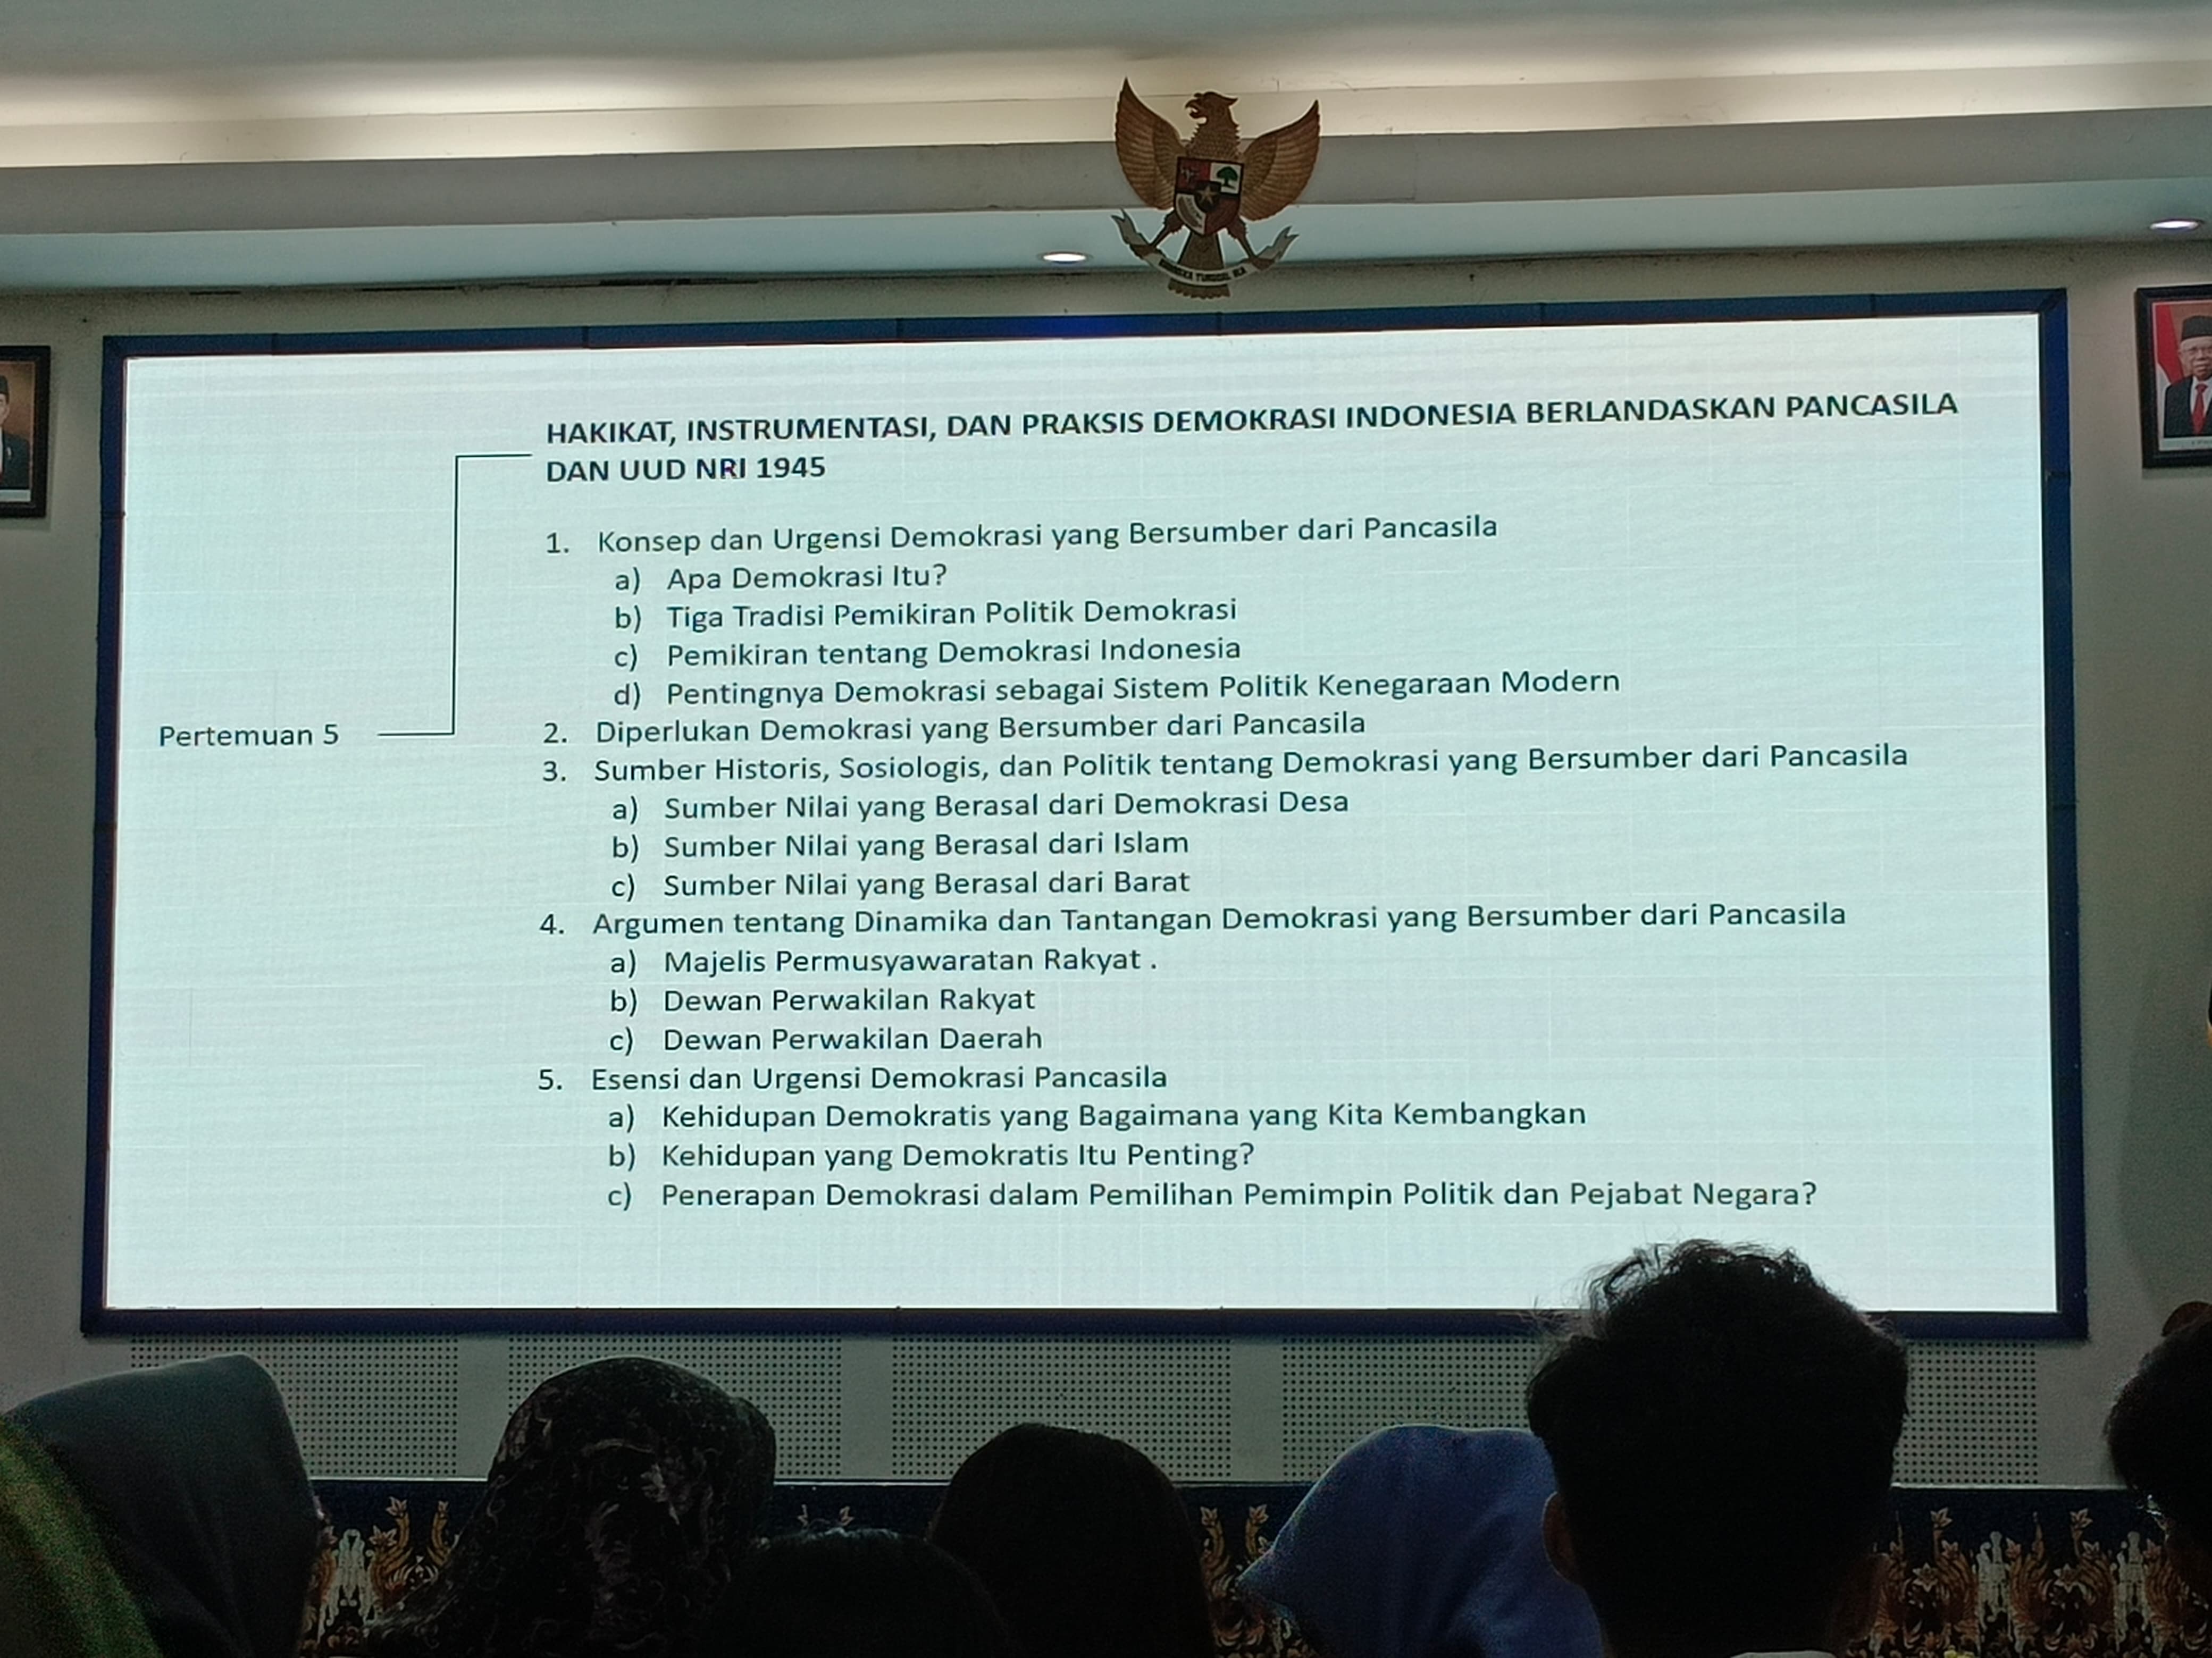 BHINNEKA TUNGGAL IKA
HAKIKAT, INSTRUMENTASI, DAN PRAKSIS DEMOKRASI INDONESIA BERLANDASKAN PANCASILA
DAN UUD NRI 1945
1. Konsep dan Urgensi Demokrasi yang Bersumber dari Pancasila
a) Apa Demokrasi Itu?
b) Tiga Tradisi Pemikiran Politik Demokrasi
c) Pemikiran tentang Demokrasi Indonesia
d) Pentingnya Demokrasi sebagai Sistem Politik Kenegaraan Modern
Pertemuan 5
2. Diperlukan Demokrasi yang Bersumber dari Pancasila
3. Sumber Historis, Sosiologis, dan Politik tentang Demokrasi yang Bersumber dari Pancasila
a) Sumber Nilai yang Berasal dari Demokrasi Desa
b) Sumber Nilai yang Berasal dari Islam
c) Sumber Nilai yang Berasal dari Barat
4. Argumen tentang Dinamika dan Tantangan Demokrasi yang Bersumber dari Pancasila
a) Majelis Permusyawaratan Rakyat .
b) Dewan Perwakilan Rakyat
c) Dewan Perwakilan Daerah
5. Esensi dan Urgensi Demokrasi Pancasila
a) Kehidupan Demokratis yang Bagaimana yang Kita Kembangkan
b) Kehidupan yang Demokratis Itu Penting?
c) Penerapan Demokrasi dalam Pemilihan Pemimpin Politik dan Pejabat Negara?